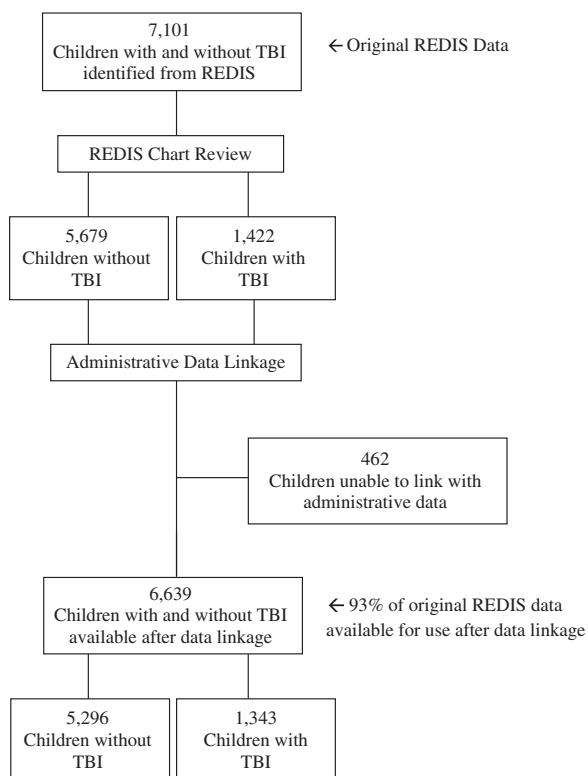 7,101
Children with and without TBI
identified from REDIS
← Original REDIS Data
REDIS Chart Review
5,679
Children without
TBI
1,422
Children with
TBI
Administrative Data Linkage
462
Children unable to link with
administrative data
6,639
Children with and without TBI
available after data linkage
← 93% of original REDIS data
available for use after data linkage
5,296
Children without
TBI
1,343
Children with
TBI